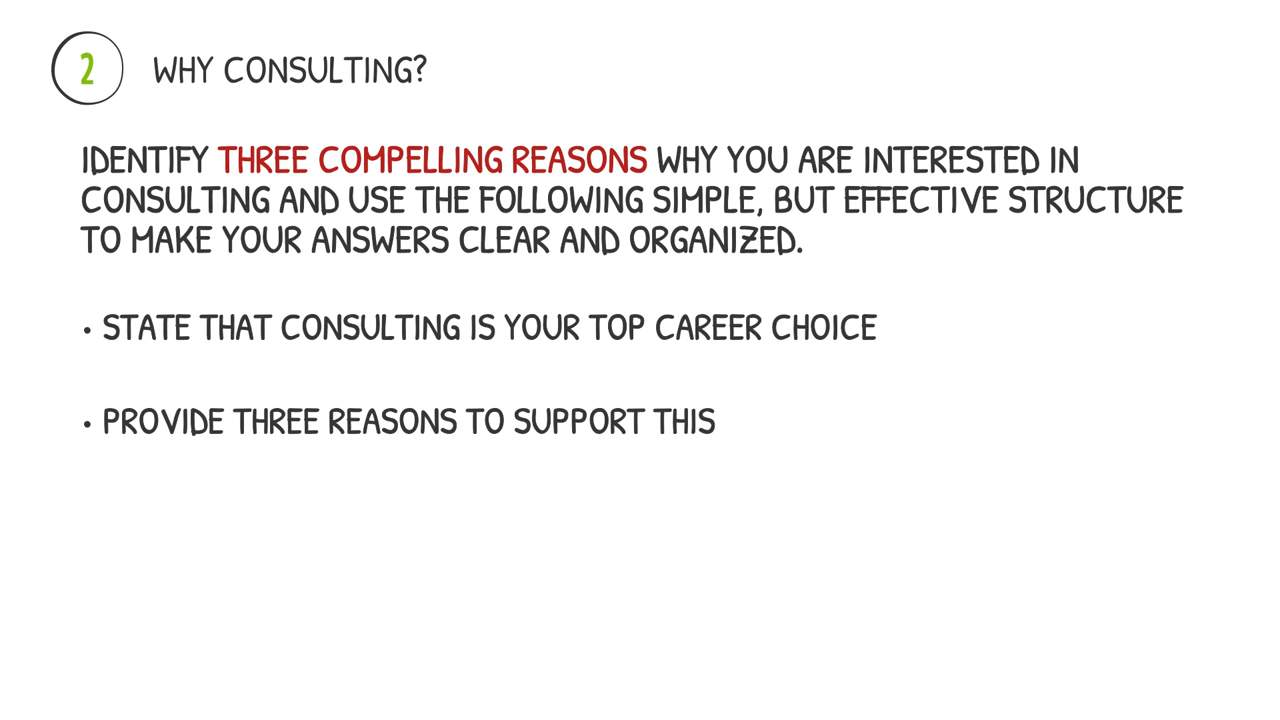 2
WHY CONSULTING?
IDENTIFY THREE COMPELLING REASONS WHY YOU ARE INTERESTED IN
CONSULTING AND USE THE FOLLOWING SIMPLE, BUT EFFECTIVE STRUCTURE
TO MAKE YOUR ANSWERS CLEAR AND ORGANIZED.
• STATE THAT CONSULTING IS YOUR TOP CAREER CHOICE
• PROVIDE THREE REASONS TO SUPPORT THIS